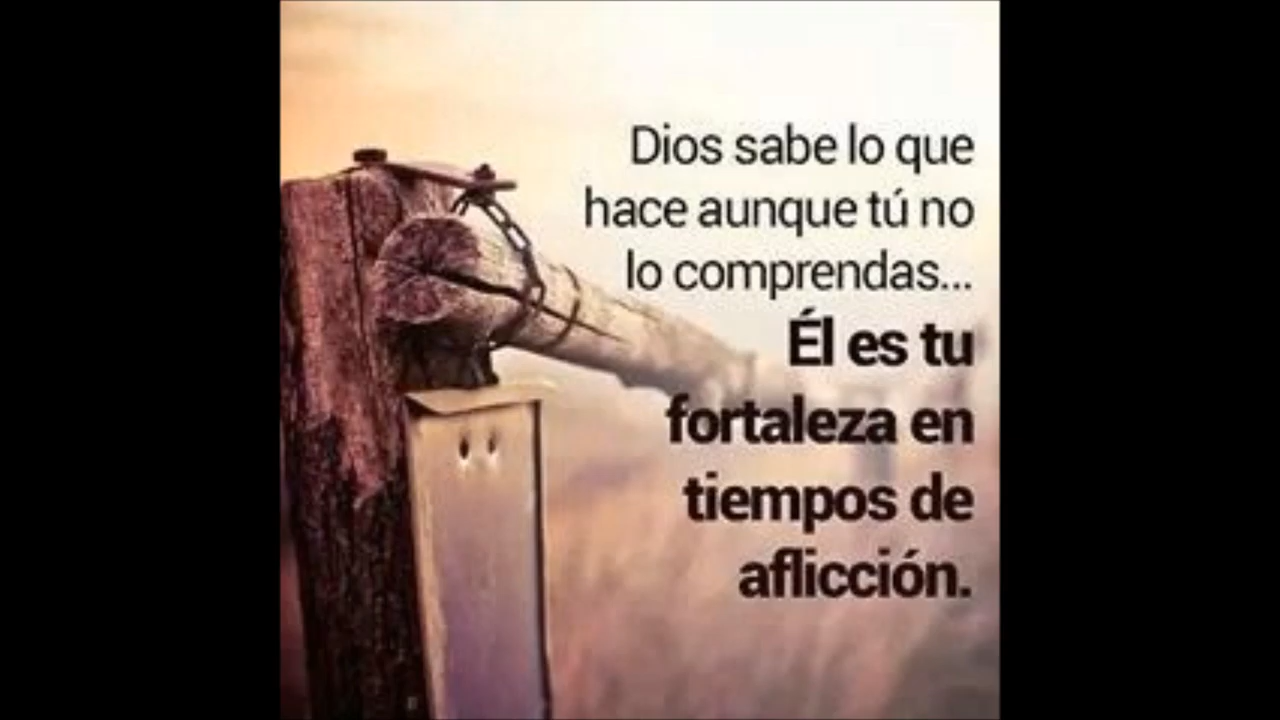 Dios sabe lo que
hace aunque tú no
lo comprendas...
Él es tu
fortaleza en
tiempos de
aflicción.